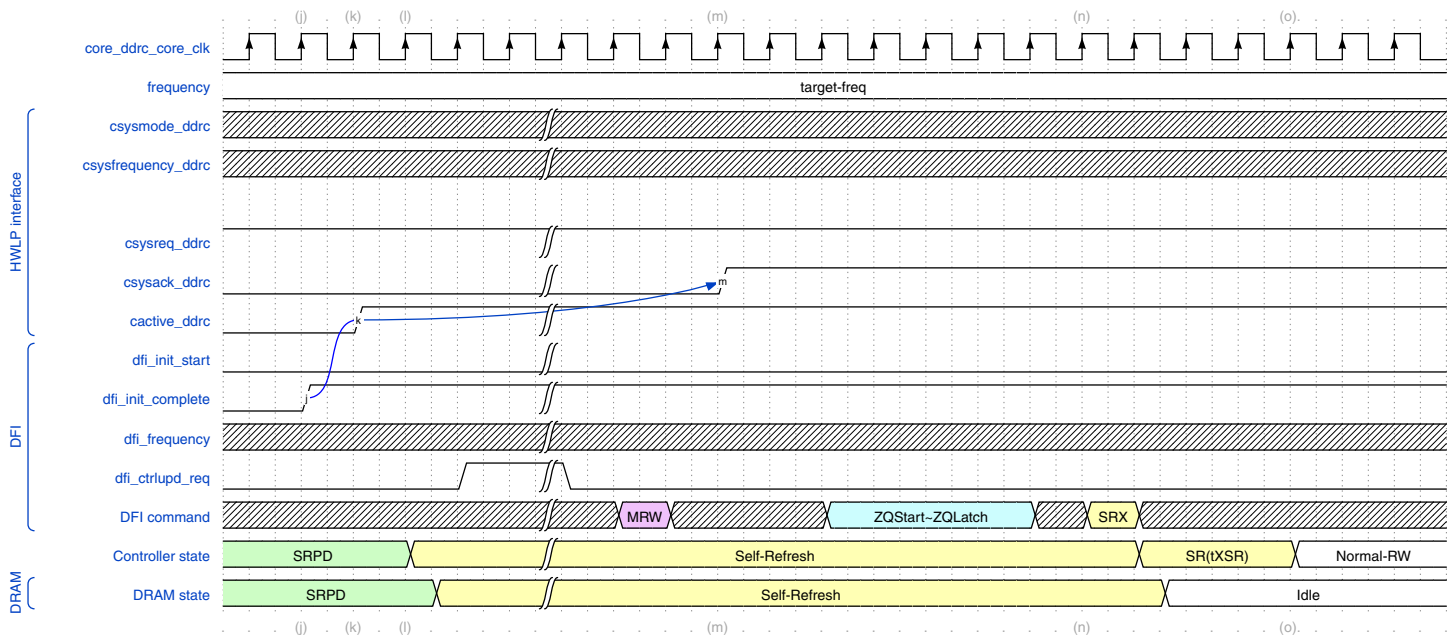 (j) (k) (l) (m) (n) (o).
core_ddrc_core_clk
frequency target-freq
HWLP interface
csysmode_ddrc
csysfrequency_ddrc
csysreq_ddrc
csysack_ddrc m
cactive_ddrc k
DFI
dfi_init_start
dfi_init_complete j
dfi_frequency
dfi_ctrlupd_req
DFI command MRW ZQStart~ZQLatch SRX
Controller state SRPD Self-Refresh SR(tXSR) Normal-RW
DRAM
DRAM state SRPD Self-Refresh Idle
(j) (k) (l) (m) (n) (o).